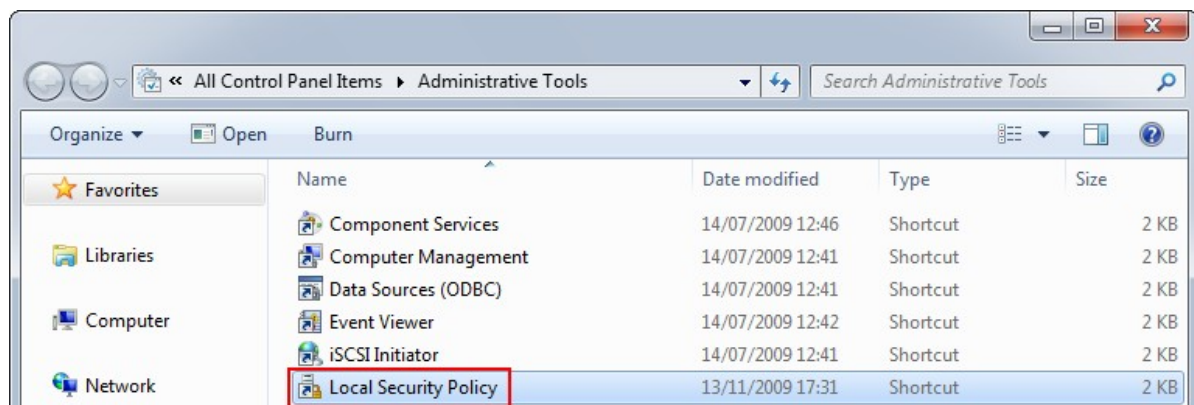 « All Control Panel Items ▸ Administrative Tools Search Administrative Tools
Organize Open Burn
Name Date modified Type Size
Favorites
Component Services 14/07/2009 12:46 Shortcut 2 KB
Libraries
Computer Management 14/07/2009 12:41 Shortcut 2 KB
Data Sources (ODBC) 14/07/2009 12:41 Shortcut 2 KB
Computer
Event Viewer 14/07/2009 12:42 Shortcut 2 KB
iSCSI Initiator 14/07/2009 12:41 Shortcut 2 KB
Network
Local Security Policy 13/11/2009 17:31 Shortcut 2 KB